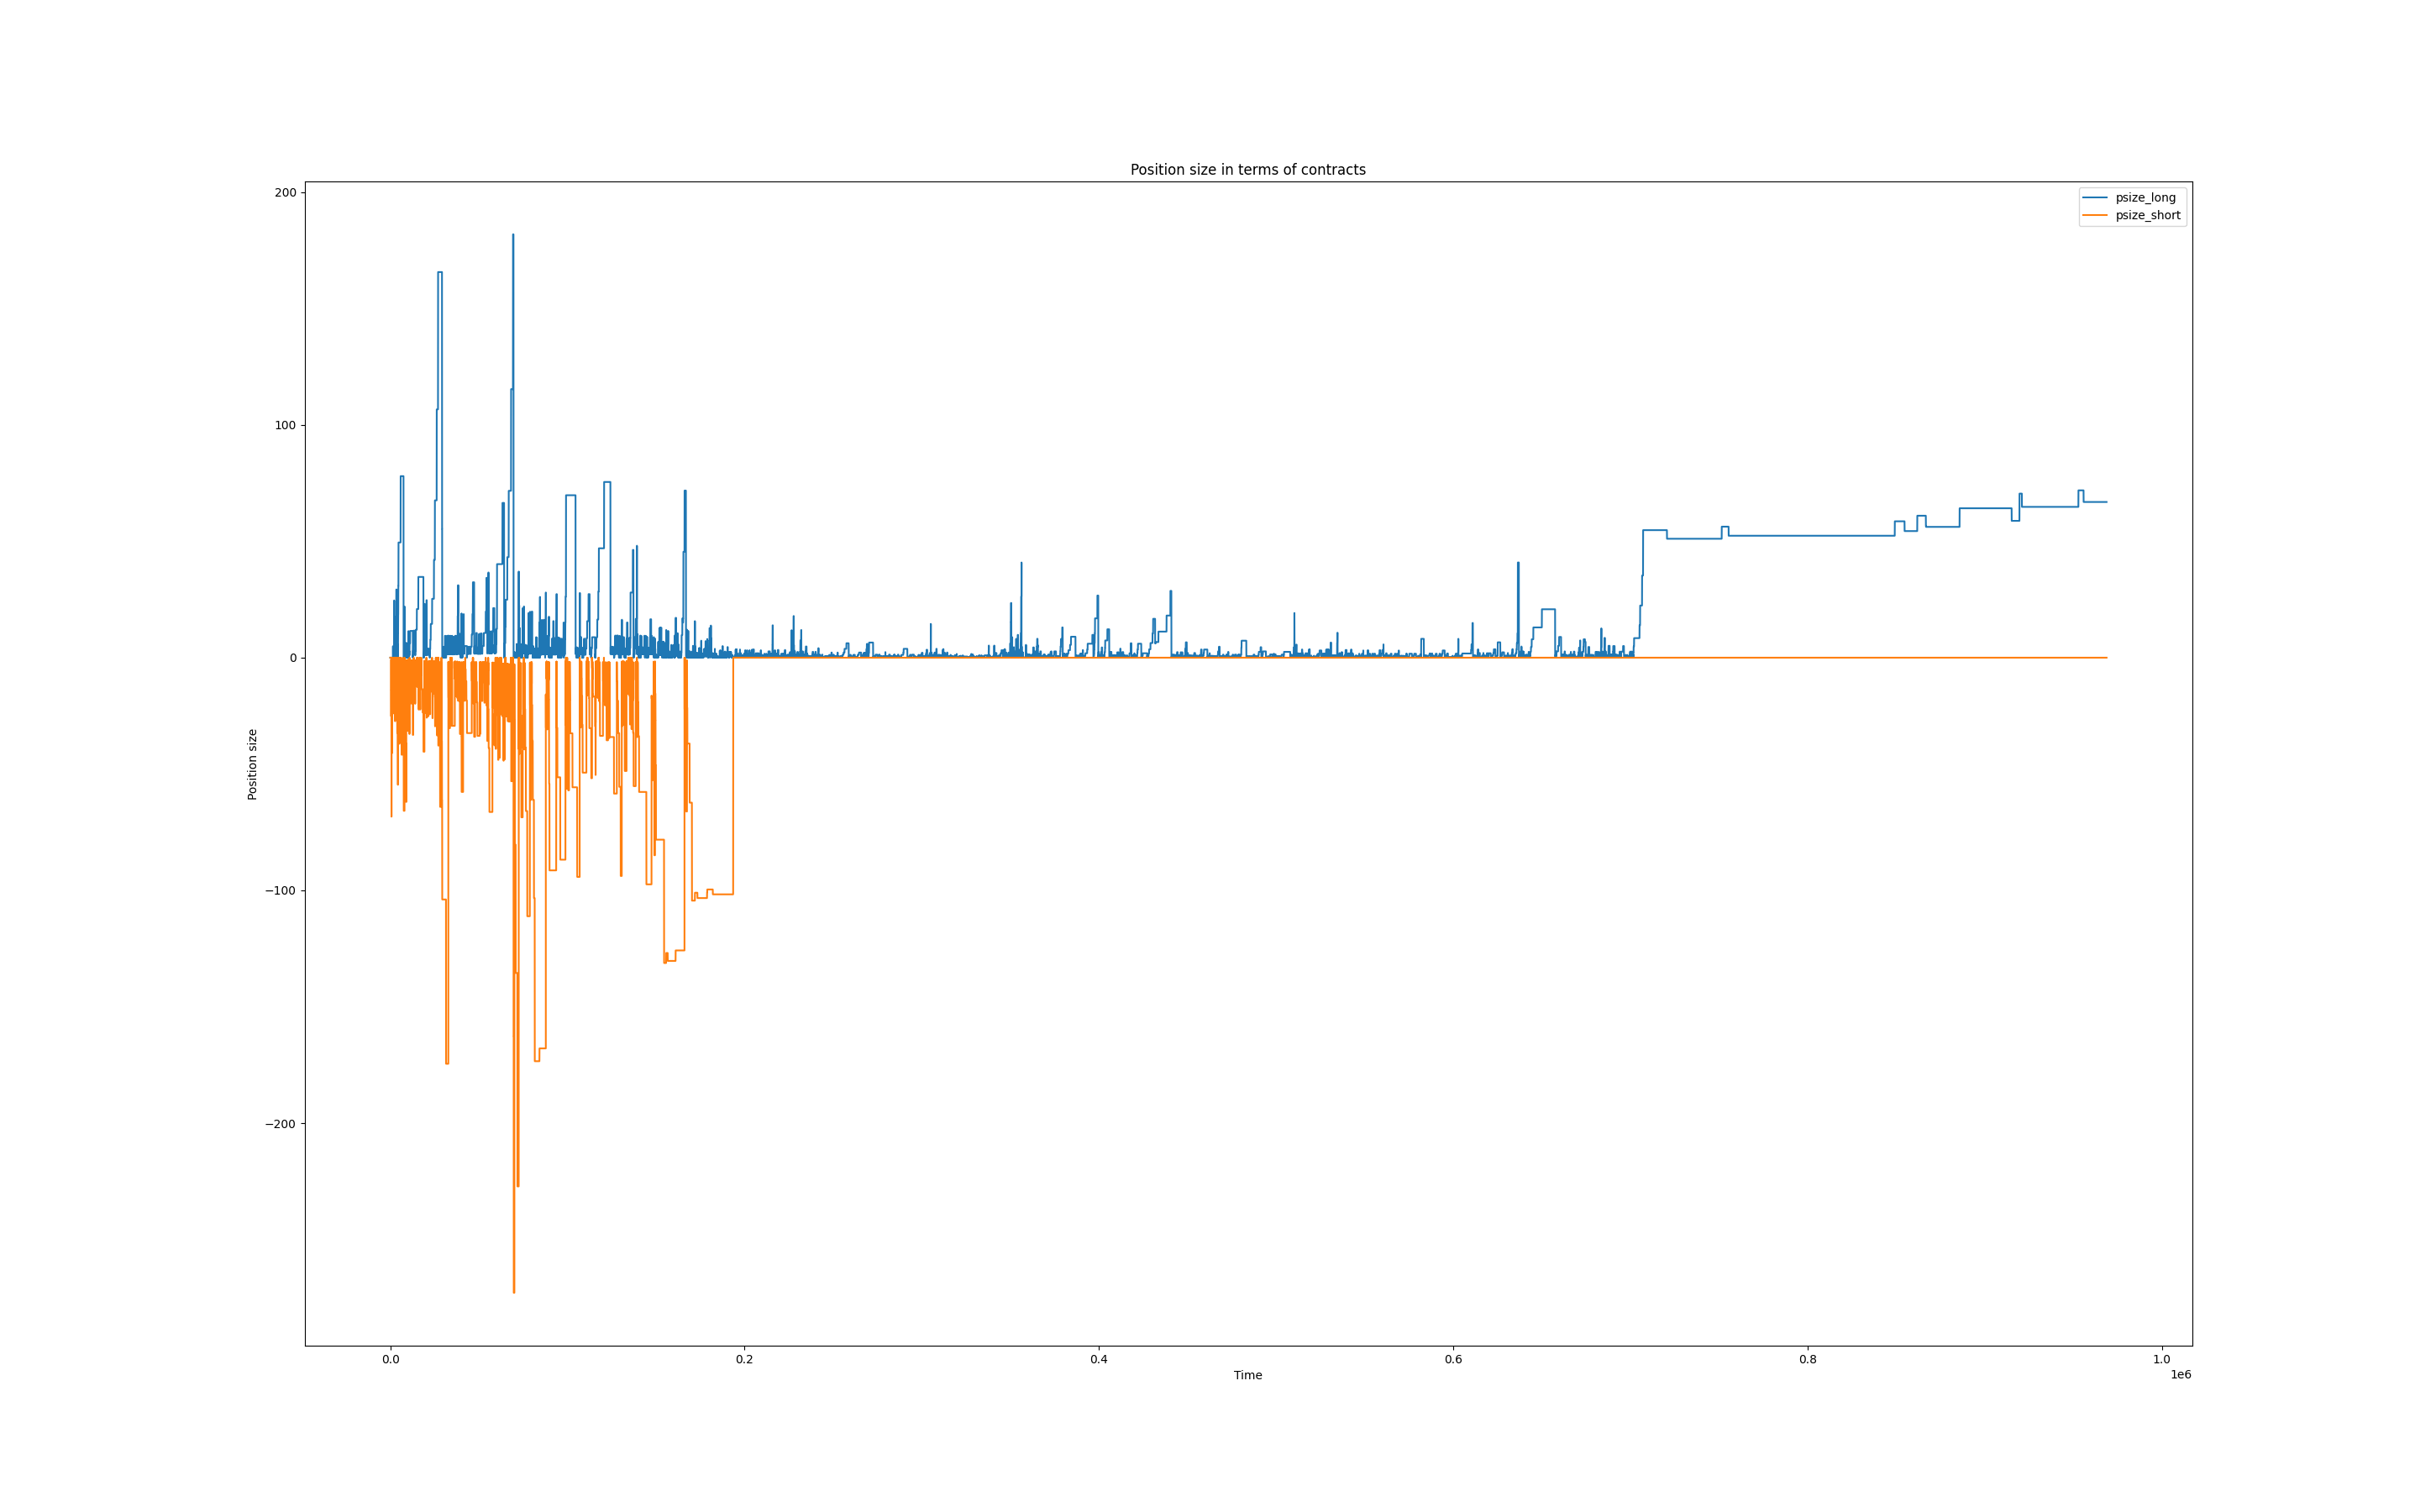 Position size in terms of contracts
psize_long
psize_short
200
100
0
−100
−200
Position size
0.0
0.2
0.4
0.6
0.8
1.0
Time
1e6